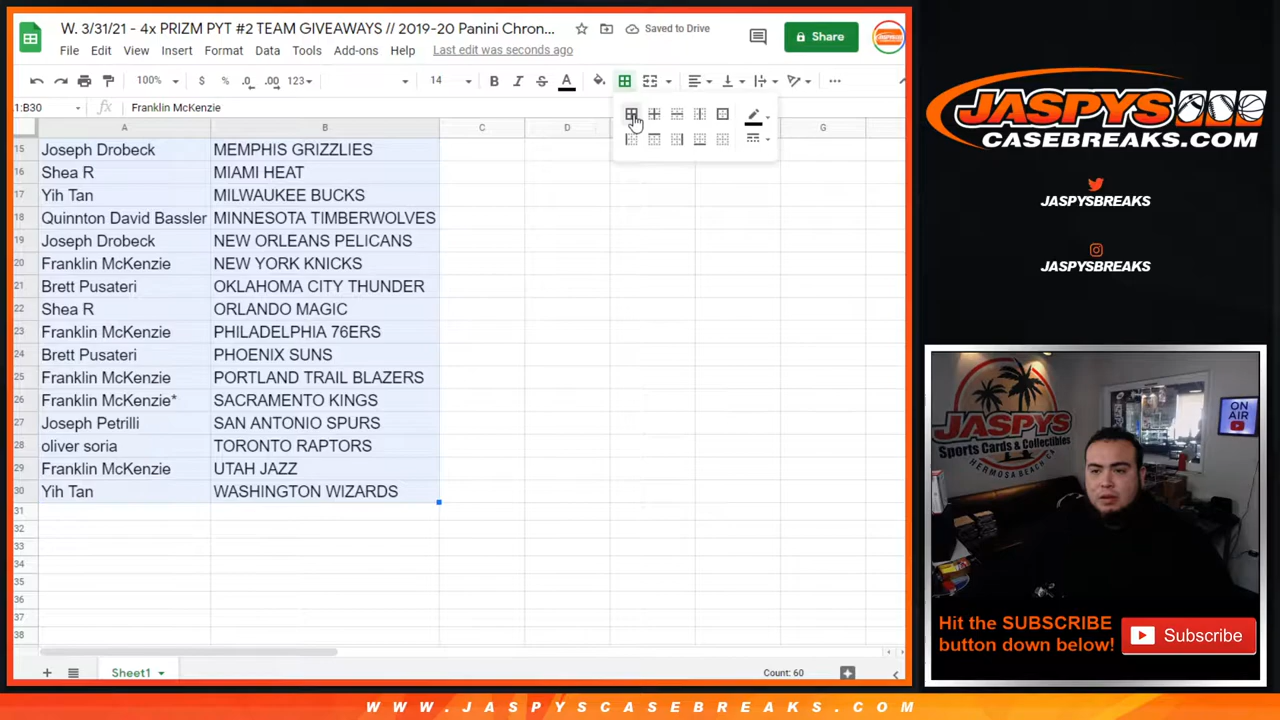 W. 3/31/21 - 4x PRIZM PYT #2 TEAM GIVEAWAYS // 2019-20 Panini Chron...
Saved to Drive
Share
File Edit View Insert Format Data Tools Add-ons Help Last edit was seconds ago
100% $ % .0 .00 123 14 B I S A
1:B30 fx Franklin McKenzie
A B C D G
15 Joseph Drobeck MEMPHIS GRIZZLIES
16 Shea R MIAMI HEAT
17 Yih Tan MILWAUKEE BUCKS
18 Quinnton David Bassler MINNESOTA TIMBERWOLVES
19 Joseph Drobeck NEW ORLEANS PELICANS
20 Franklin McKenzie NEW YORK KNICKS
21 Brett Pusateri OKLAHOMA CITY THUNDER
22 Shea R ORLANDO MAGIC
23 Franklin McKenzie PHILADELPHIA 76ERS
24 Brett Pusateri PHOENIX SUNS
25 Franklin McKenzie PORTLAND TRAIL BLAZERS
26 Franklin McKenzie* SACRAMENTO KINGS
27 Joseph Petrilli SAN ANTONIO SPURS
28 oliver soria TORONTO RAPTORS
29 Franklin McKenzie UTAH JAZZ
30 Yih Tan WASHINGTON WIZARDS
31
32
33
34
35
36
37
38
Sheet1
Count: 60
JASPYS
CASEBREAKS.COM
JASPYSBREAKS
JASPYSBREAKS
JASPYS
Sports Cards & Collectibles
HERMOSA BEACH CA
ON
AIR
Hit the SUBSCRIBE
button down below!
Subscribe
WWW.JASPYSCASEBREAKS.COM